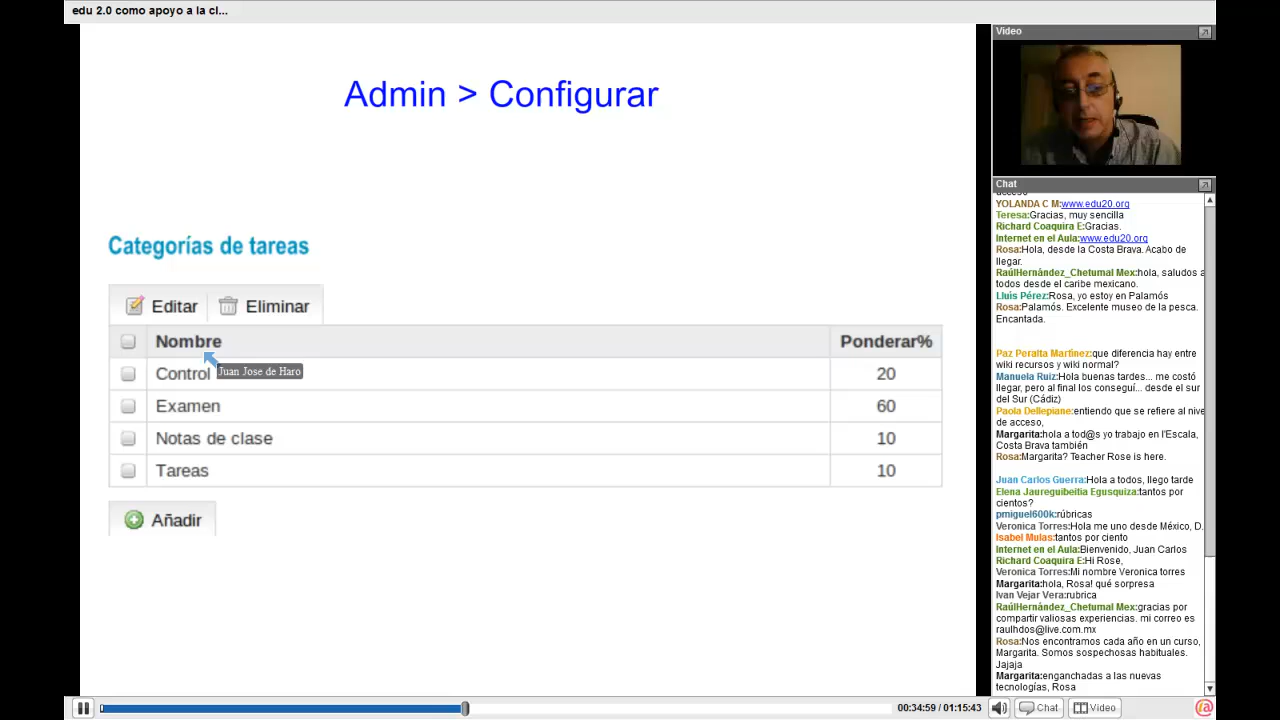 edu 2.0 como apoyo a la cl...
Admin > Configurar
Categorías de tareas
Editar
Eliminar
Nombre
Ponderar%
Juan Jose de Haro
Control
20
Examen
60
Notas de clase
10
Tareas
10
Añadir
Video
Chat
YOLANDA C M:www.edu20.org
Teresa:Gracias, muy sencilla
Richard Coaquira E:Gracias.
Internet en el Aula:www.edu20.org
Rosa:Hola, desde la Costa Brava. Acabo de
llegar.
RaúlHernández_Chetumal Mex:hola, saludos a
todos desde el caribe mexicano.
Lluís Pérez:Rosa, yo estoy en Palamós
Rosa:Palamós. Excelente museo de la pesca.
Encantada.
Paz Peralta Martínez:que diferencia hay entre
wiki recursos y wiki normal?
Manuela Ruiz:Hola buenas tardes... me costó
llegar, pero al final los conseguí... desde el sur
del Sur (Cádiz)
Paola Dellepiane:entiendo que se refiere al nive
de acceso,
Margarita:hola a tod@s yo trabajo en l'Escala,
Costa Brava también
Rosa:Margarita? Teacher Rose is here.
Juan Carlos Guerra:Hola a todos, llego tarde
Elena Jaureguibeitia Egusquiza:tantos por
cientos?
pmiguel600k:rúbricas
Veronica Torres:Hola me uno desde México, D.
Isabel Mulas:tantos por ciento
Internet en el Aula:Bienvenido, Juan Carlos
Richard Coaquira E:Hi Rose,
Veronica Torres:Mi nombre Veronica torres
Margarita:hola, Rosa! qué sorpresa
Ivan Vejar Vera:rubrica
RaúlHernández_Chetumal Mex:gracias por
compartir valiosas experiencias. mi correo es
raulhdos@live.com.mx
Rosa:Nos encontramos cada año en un curso,
Margarita. Somos sospechosas habituales.
Jajaja
Margarita:enganchadas a las nuevas
tecnologías, Rosa
00:34:59 / 01:15:43
Chat
Video